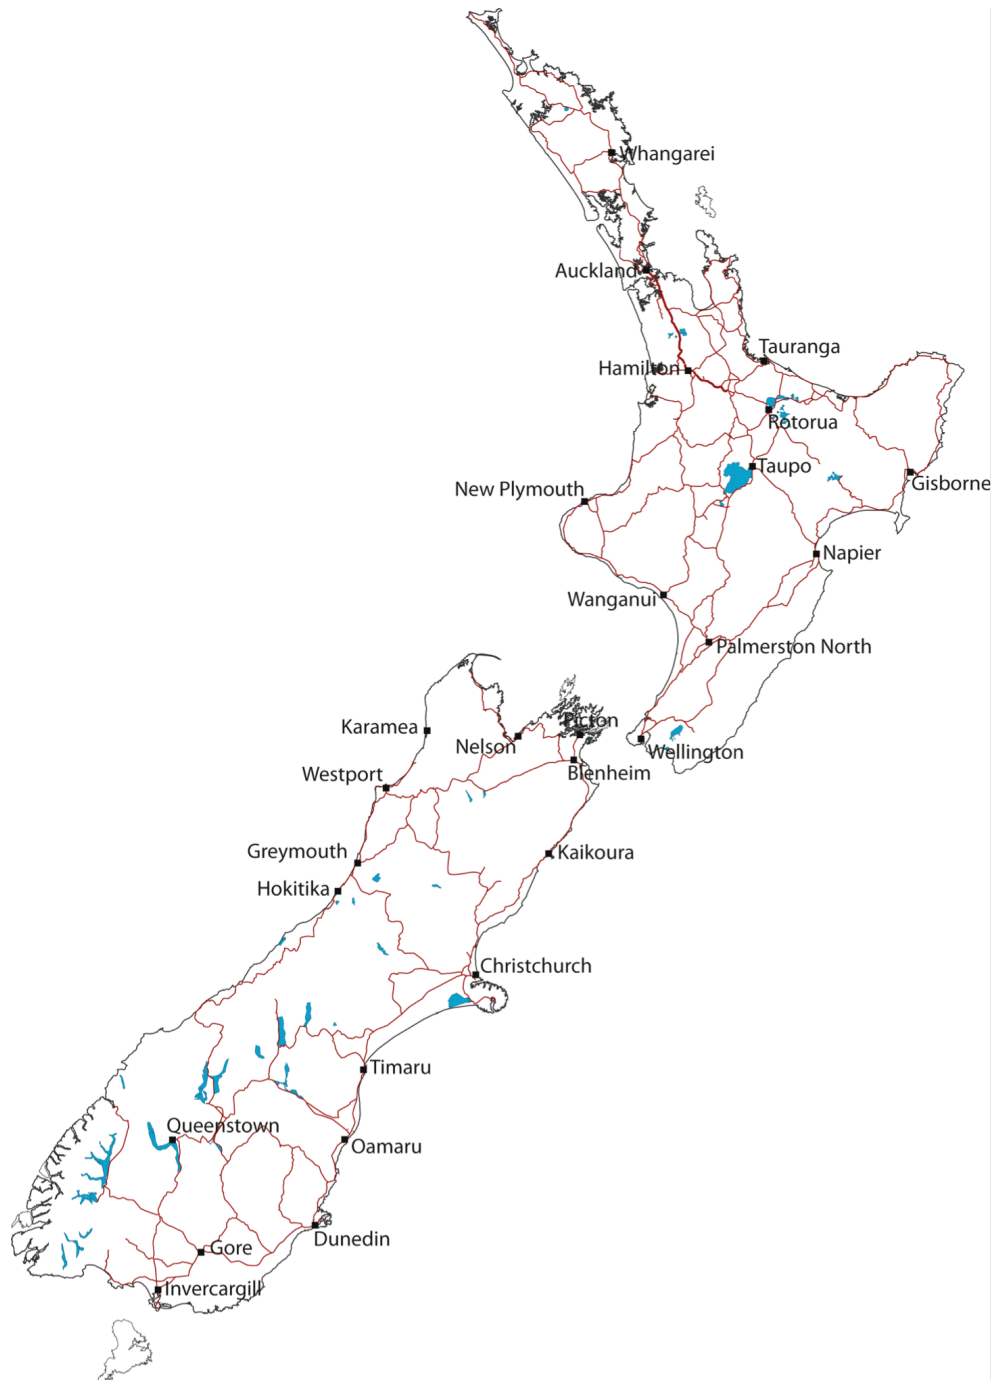 Whangarei
Auckland
Tauranga
Hamilton
Rotorua
Taupo
Gisborne
New Plymouth
Napier
Wanganui
Palmerston North
Picton
Karamea
Nelson
Wellington
Blenheim
Westport
Greymouth
Kaikoura
Hokitika
Christchurch
Timaru
Queenstown
Oamaru
Dunedin
Gore
Invercargill